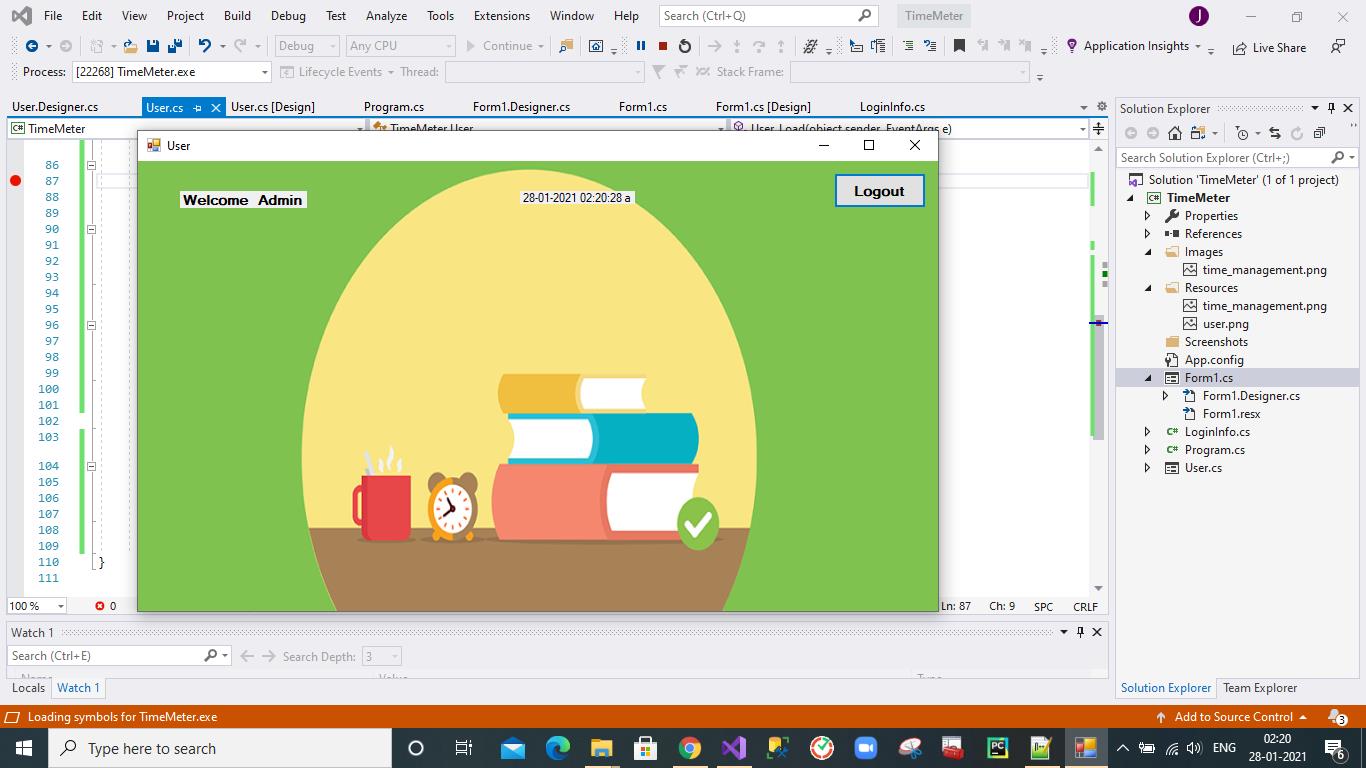 File Edit View Project Build Debug Test Analyze Tools Extensions Window Help Search (Ctrl+Q) TimeMeter J
Debug Any CPU Continue Application Insights Live Share
Process: [22268] TimeMeter.exe Lifecycle Events Thread: Stack Frame:
User.Designer.cs User.cs User.cs [Design] Program.cs Form1.Designer.cs Form1.cs Form1.cs [Design] LoginInfo.cs
TimeMeter TimeMeter.User User_Load(object sender, EventArgs e)
86
87
88
89
90
91
92
93
94
95
96
97
98
99
100
101
102
103
104
105
106
107
108
109
110 }
111
User
Welcome Admin 28-01-2021 02:20:28 a Logout
100 % 0 Ln: 87 Ch: 9 SPC CRLF
Watch 1
Search (Ctrl+E) Search Depth: 3
Name Value Type
Locals Watch 1
Solution Explorer
Search Solution Explorer (Ctrl+;)
Solution 'TimeMeter' (1 of 1 project)
C# TimeMeter
Properties
References
Images
time_management.png
Resources
time_management.png
user.png
Screenshots
App.config
Form1.cs
Form1.Designer.cs
Form1.resx
C# LoginInfo.cs
C# Program.cs
User.cs
Solution Explorer Team Explorer
Loading symbols for TimeMeter.exe Add to Source Control 3
Type here to search PC ENG 02:20
28-01-2021 6